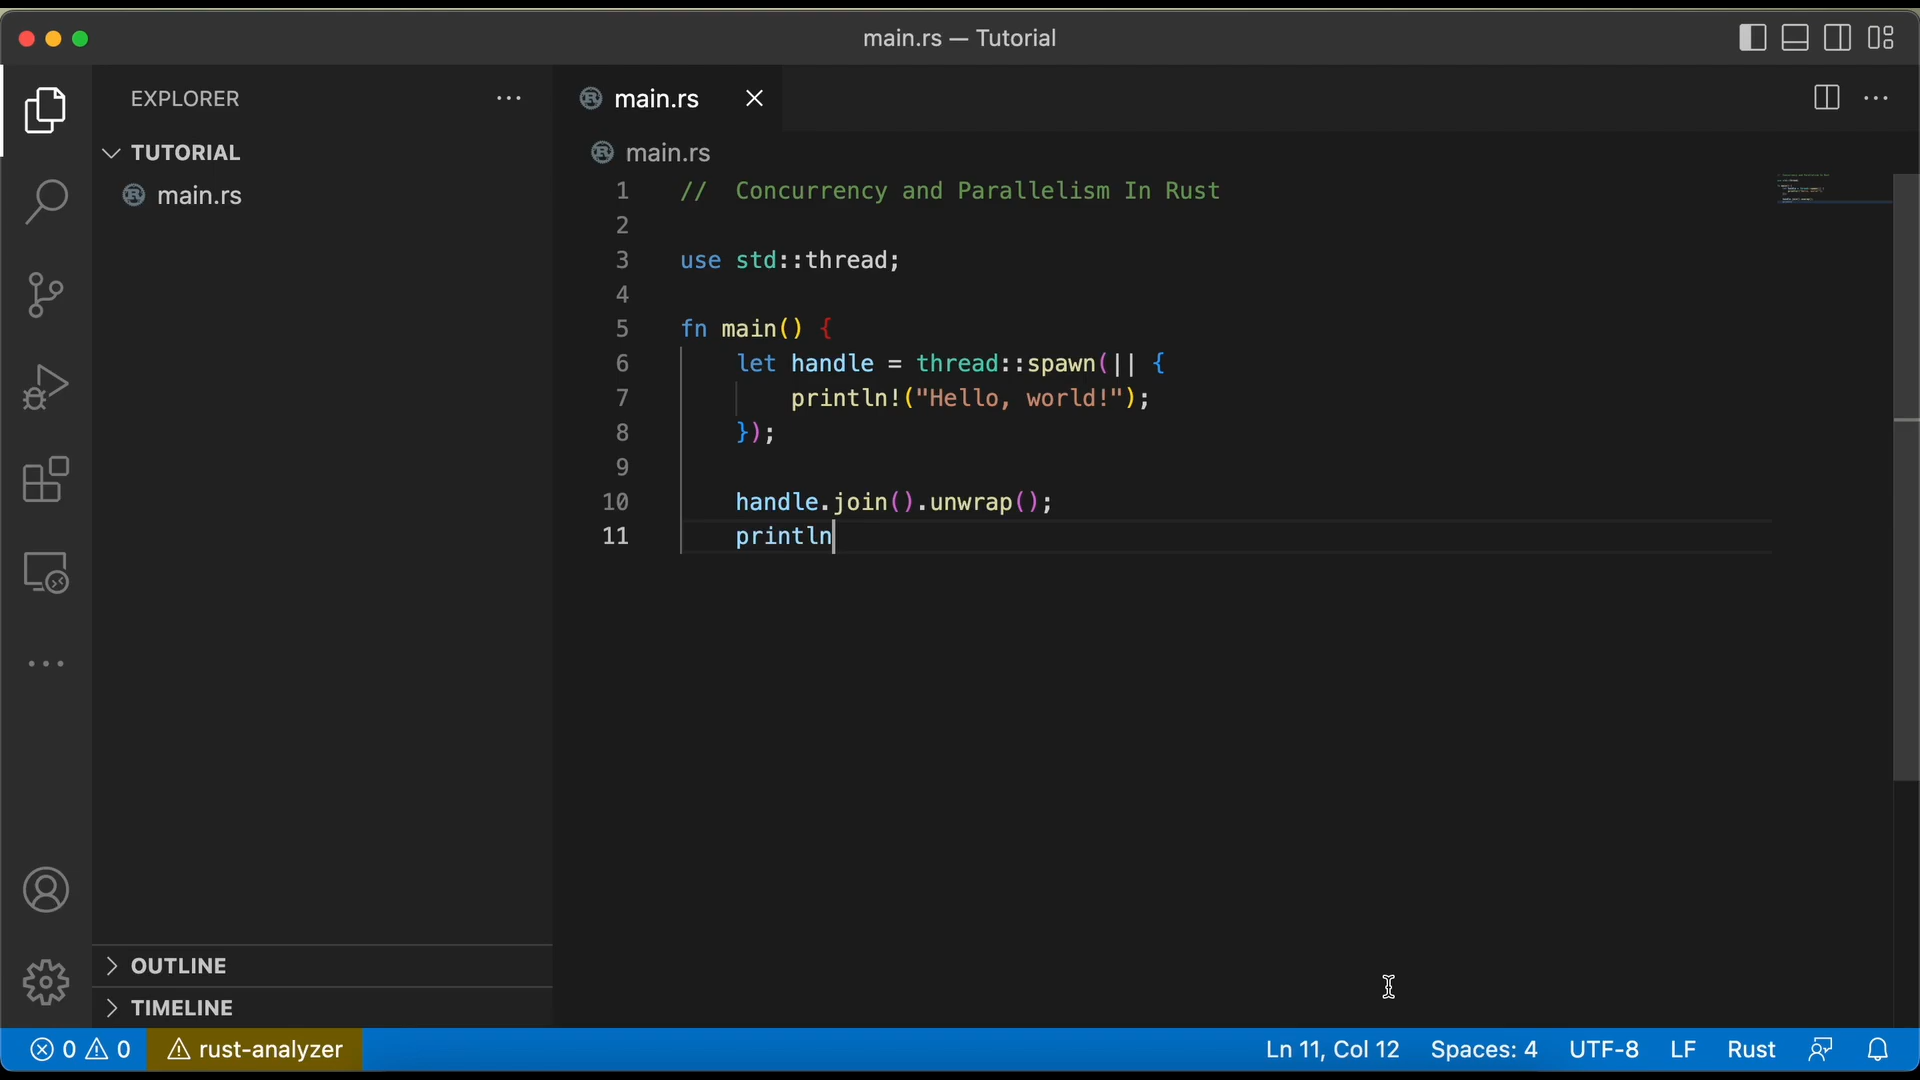 main.rs — Tutorial
EXPLORER
TUTORIAL
main.rs
OUTLINE
TIMELINE
main.rs
main.rs
1 // Concurrency and Parallelism In Rust
2
3 use std::thread;
4
5 fn main() {
6 let handle = thread::spawn(|| {
7 println!("Hello, world!");
8 });
9
10 handle.join().unwrap();
11 println
0 0 rust-analyzer Ln 11, Col 12 Spaces: 4 UTF-8 LF Rust